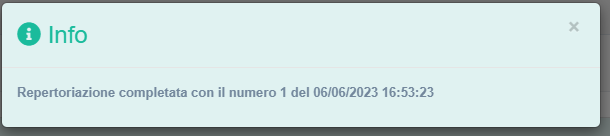 Info
Repertoriazione completata con il numero 1 del 06/06/2023 16:53:23